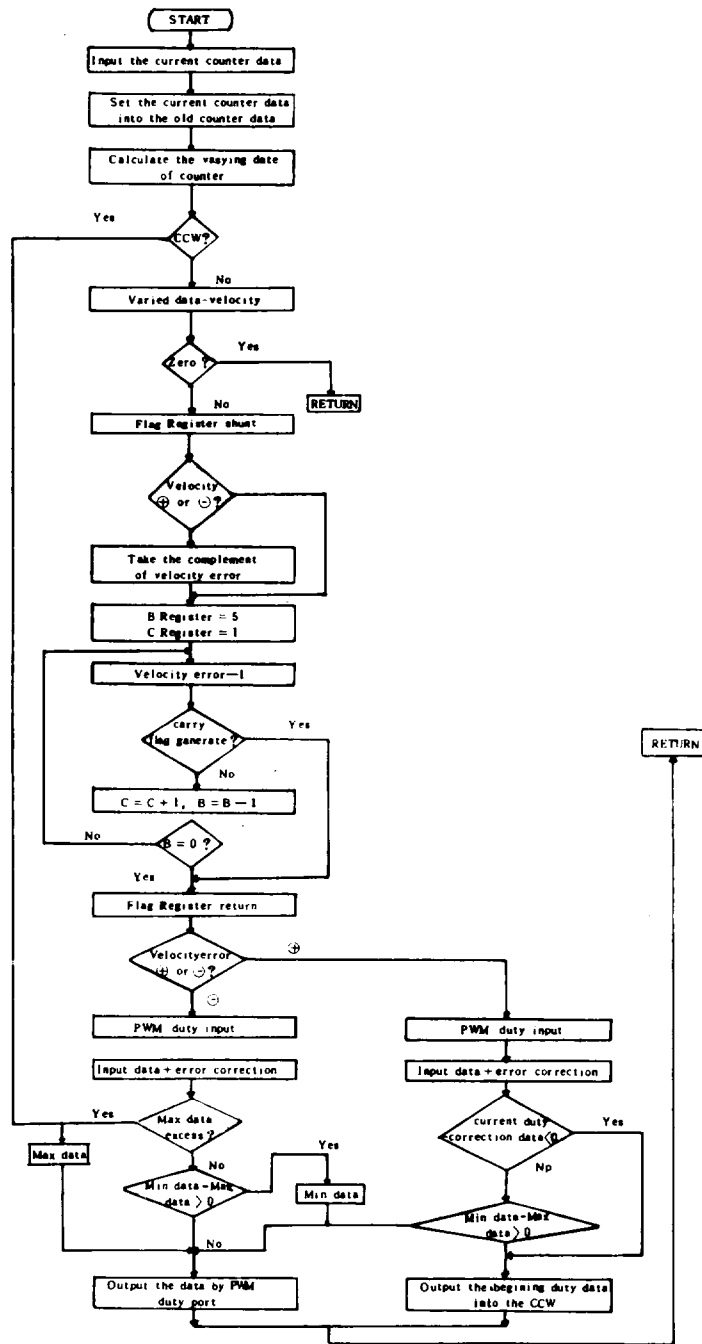 START
Input the current counter data
Set the current counter data
into the old counter data
Calculate the vasying date
of counter
Yes
CCW?
No
Varied data-velocity
Zero ?
Yes
No
RETURN
Flag Register shunt
Velocity
⊕ or ⊖ ?
Take the complement
of velocity error
B Register = 5
C Register = 1
Velocity error—1
carry
flag ganerate ?
Yes
No
RETURN
C = C + 1, B = B — 1
No
B = 0 ?
Yes
Flag Register return
Velocityerror
⊕ or ⊖ ?
⊕
⊖
PWM duty input
PWM duty input
Input data + error correction
Input data + error correction
Yes
Max data
excess ?
current duty
-correction data<0
Yes
Max data
No
Yes
No
Min data-Max
data > 0
Min data
Min data-Max
data > 0
No
Output the data by PWM
duty port
Output the begining duty data
into the CCW